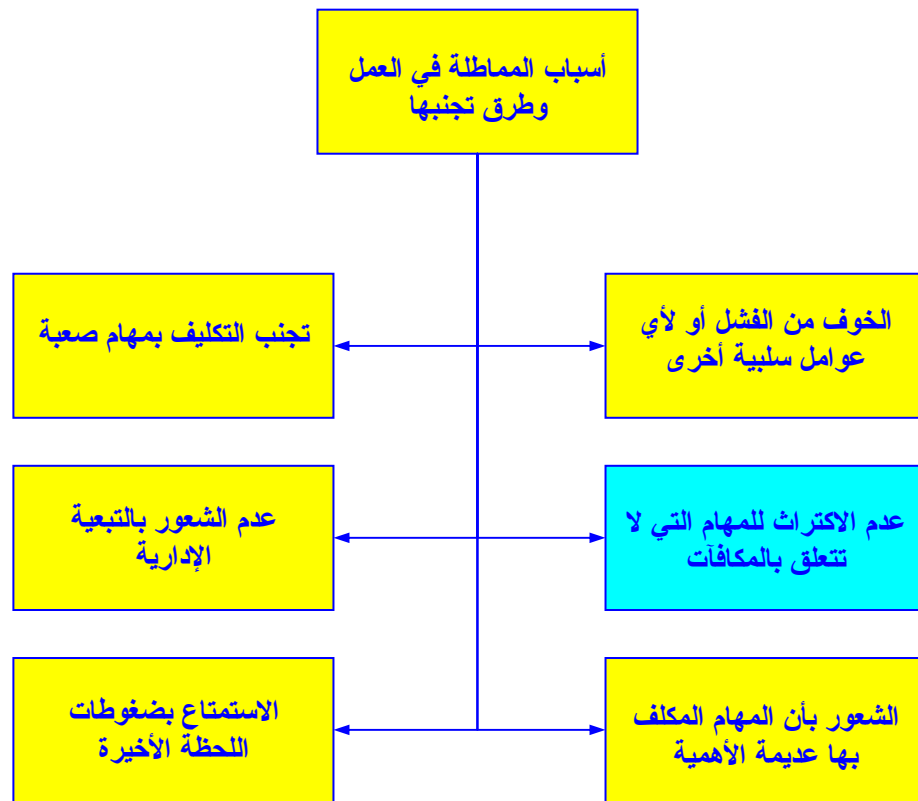 أسباب المماطلة في العمل
وطرق تجنبها
الخوف من الفشل أو لأي
عوامل سلبية أخرى
تجنب التكليف بمهام صعبة
عدم الاكتراث للمهام التي لا
تتعلق بالمكافآت
عدم الشعور بالتبعية
الإدارية
الشعور بأن المهام المكلف
بها عديمة الأهمية
الاستمتاع بضغوطات
اللحظة الأخيرة